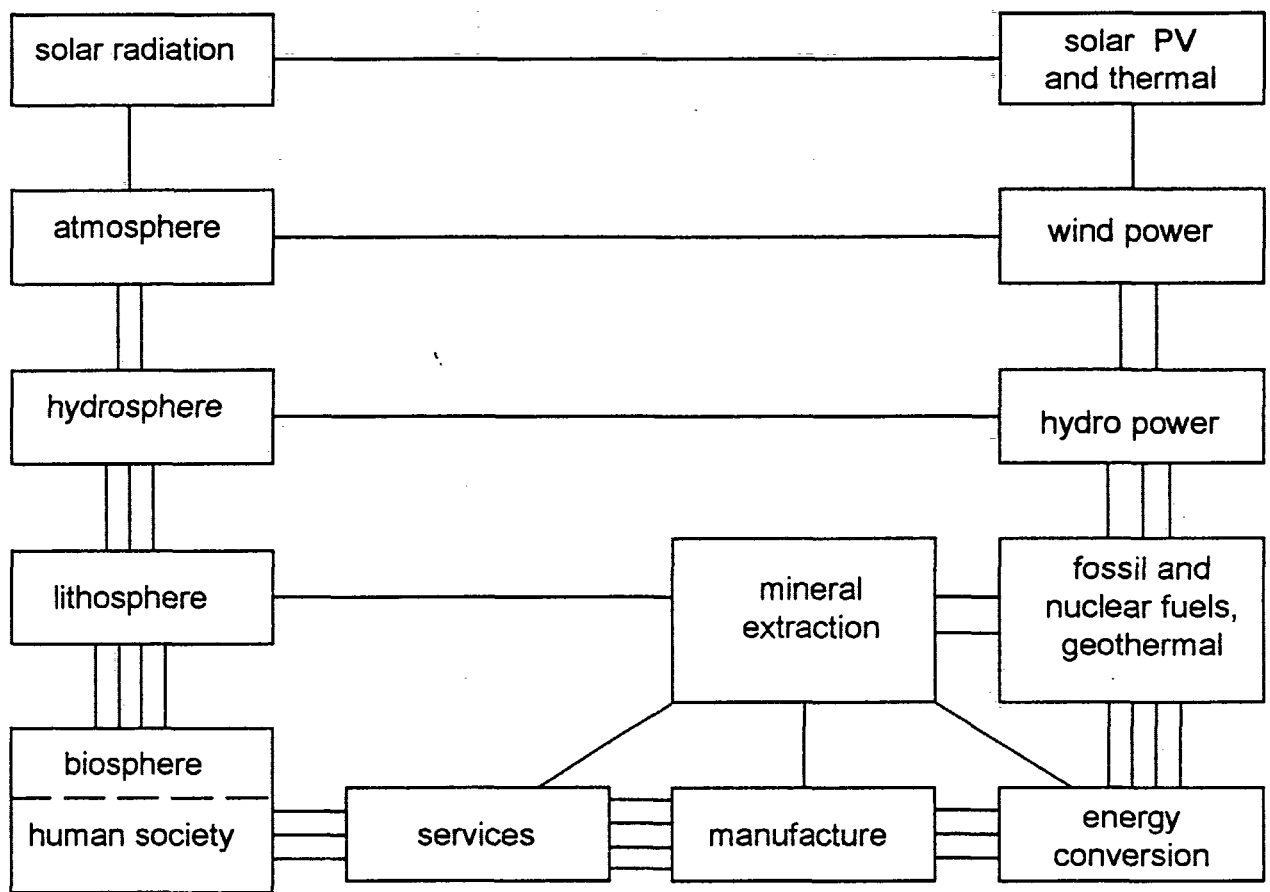 solar radiation
solar PV
and thermal
atmosphere
wind power
hydrosphere
hydro power
lithosphere
mineral
extraction
fossil and
nuclear fuels,
geothermal
biosphere
human society
services
manufacture
energy
conversion